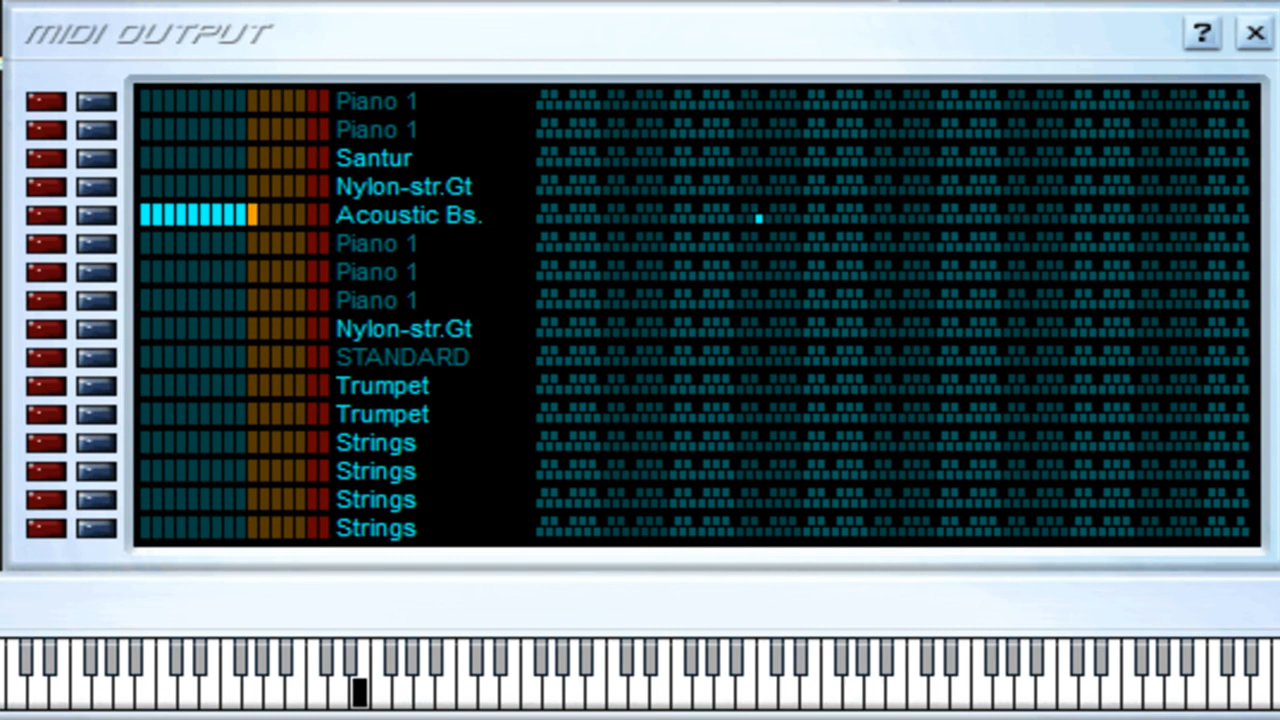 MIDI OUTPUT
? ×
Piano 1
Piano 1
Santur
Nylon-str.Gt
Acoustic Bs.
Piano 1
Piano 1
Piano 1
Nylon-str.Gt
STANDARD
Trumpet
Trumpet
Strings
Strings
Strings
Strings